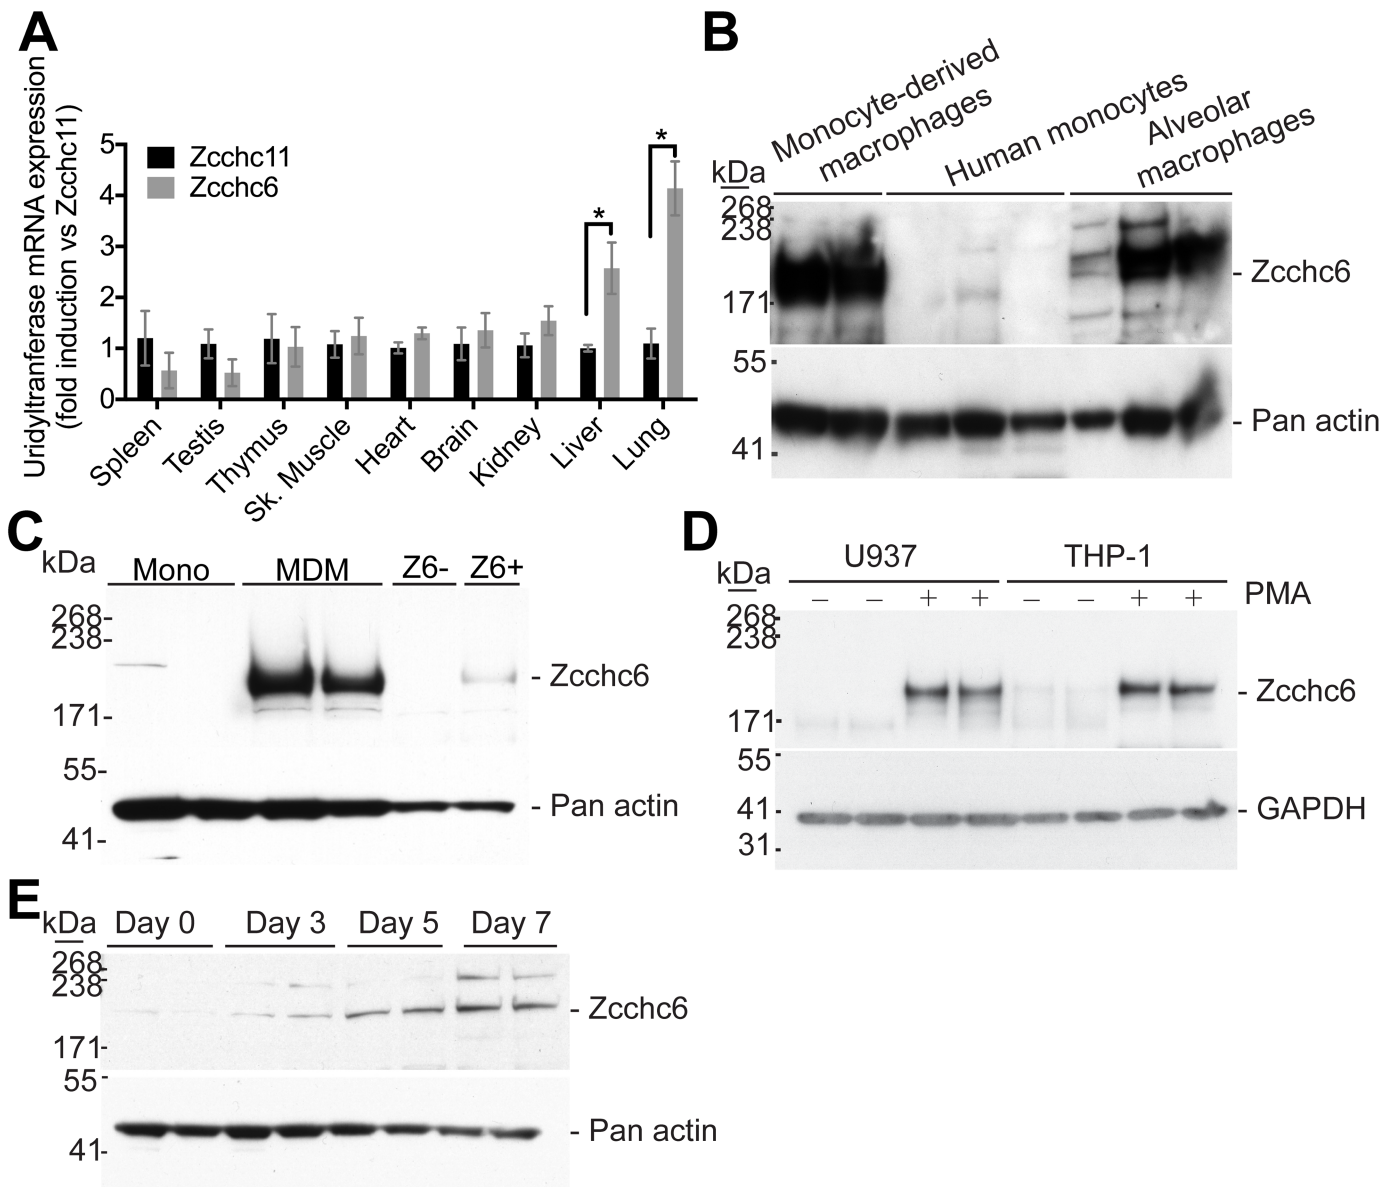 A
Uridyltranferase mRNA expression
(fold induction vs Zcchc11)
5
4
3
2
1
0
Zcchc11
Zcchc6
*
*
Spleen
Testis
Thymus
Sk. Muscle
Heart
Brain
Kidney
Liver
Lung
B
Monocyte-derived
macrophages
Human monocytes
Alveolar
macrophages
kDa
268
238
171
- Zcchc6
55
41
- Pan actin
C
kDa
Mono MDM Z6- Z6+
268-
238-
- Zcchc6
171-
55-
- Pan actin
41-
D
U937 THP-1
kDa
– – + + – – + + PMA
268
238
- Zcchc6
171
55
41 - GAPDH
31
E
kDa
Day 0 Day 3 Day 5 Day 7
268
238
- Zcchc6
171-
55-
- Pan actin
41-